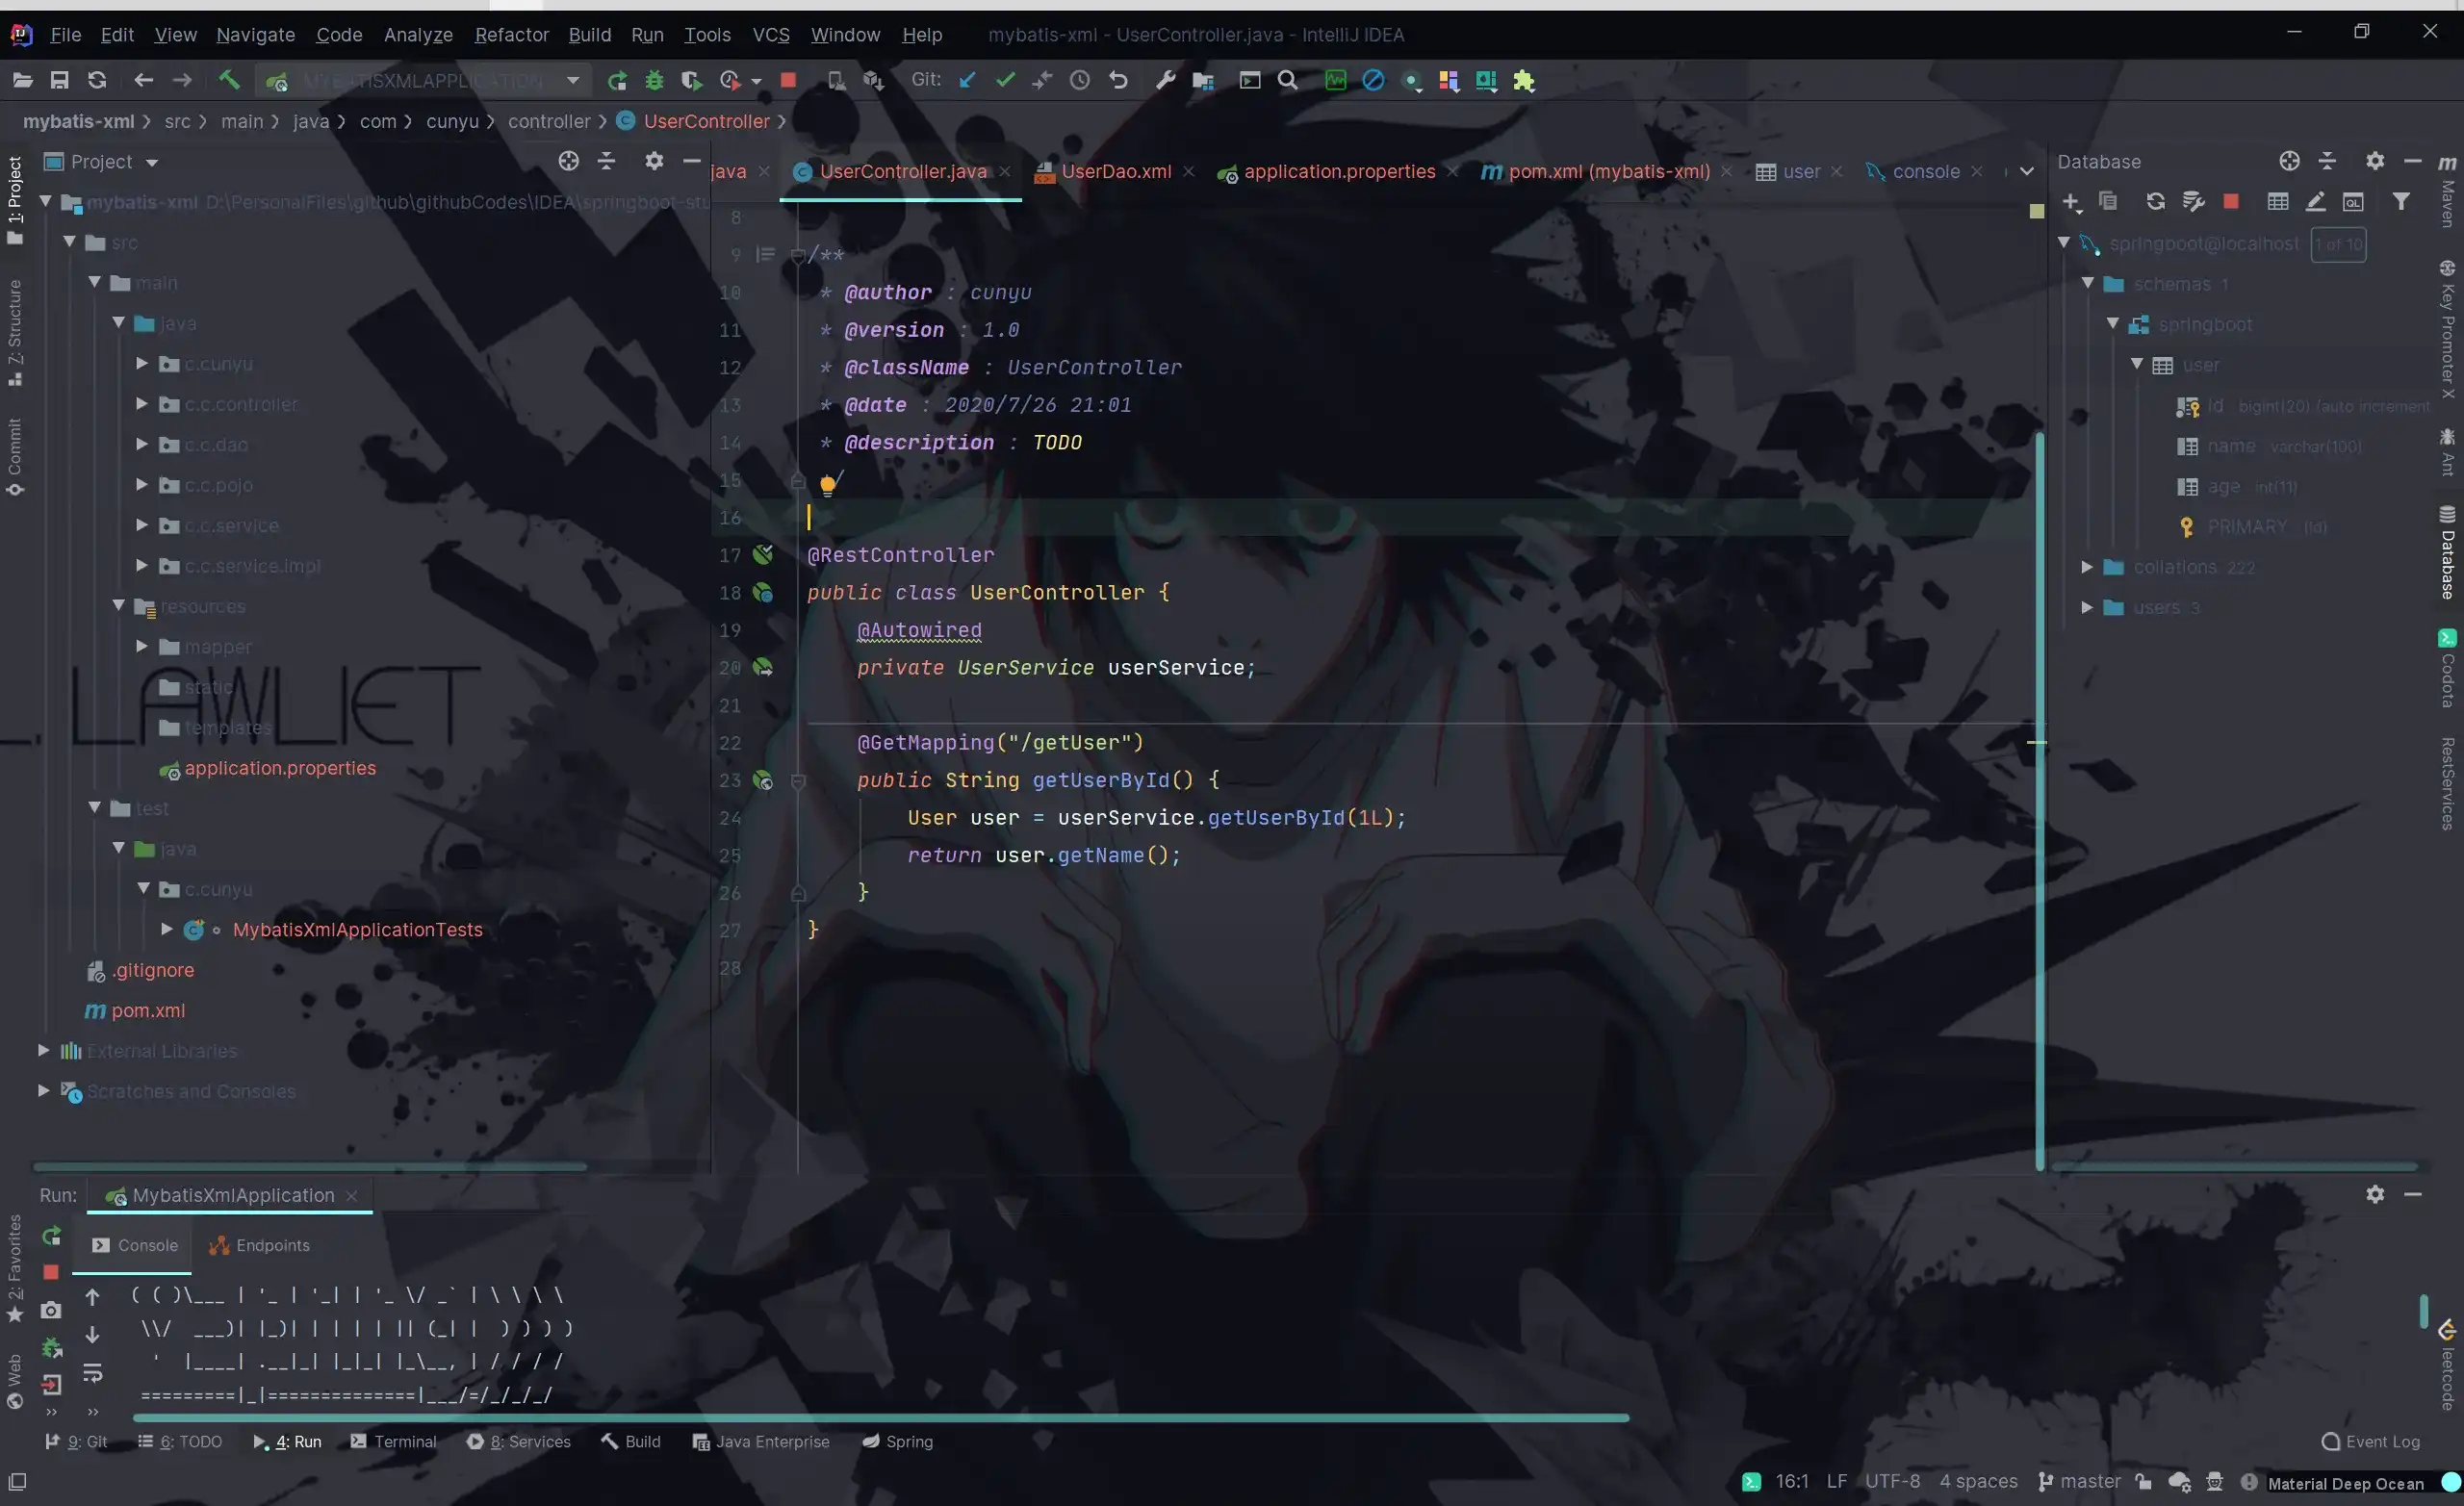 File Edit View Navigate Code Analyze Refactor Build Run Tools VCS Window Help mybatis-xml - UserController.java - IntelliJ IDEA
MYBATISXMLAPPLICATION Git:
mybatis-xml src main java com cunyu controller UserController
Project
java UserController.java UserDao.xml application.properties pom.xml (mybatis-xml) user console
Database
1: Project
Z: Structure
Commit
2: Favorites
Web
mybatis-xml D:\PersonalFiles\github\githubCodes\IDEA\springboot-stu
src
main
java
c.cunyu
c.c.controller
c.c.dao
c.c.pojo
c.c.service
c.c.service.impl
resources
mapper
static
templates
application.properties
test
java
c.cunyu
MybatisXmlApplicationTests
.gitignore
pom.xml
External Libraries
Scratches and Consoles
L. LAWLIET
8
9 /**
10 * @author : cunyu
11 * @version : 1.0
12 * @className : UserController
13 * @date : 2020/7/26 21:01
14 * @description : TODO
15 /
16
17 @RestController
18 public class UserController {
19 @Autowired
20 private UserService userService;
21
22 @GetMapping("/getUser")
23 public String getUserById() {
24 User user = userService.getUserById(1L);
25 return user.getName();
26 }
27 }
28
springboot@localhost 1 of 10
schemas 1
springboot
user
id bigint(20) (auto increment
name varchar(100)
age int(11)
PRIMARY (id)
collations 222
users 3
Maven
Key Promoter X
Ant
Database
Codota
RestServices
leetcode
Run: MybatisXmlApplication
Console Endpoints
( ( )\___ | '_ | '_| | '_ \/ _` | \ \ \ \
\\/ ___)| |_)| | | | | || (_| | ) ) ) )
' |____| .__|_| |_|_| |_\__, | / / / /
=========|_|==============|___/=/_/_/_/
9: Git 6: TODO 4: Run Terminal 8: Services Build Java Enterprise Spring Event Log
16:1 LF UTF-8 4 spaces master Material Deep Ocean